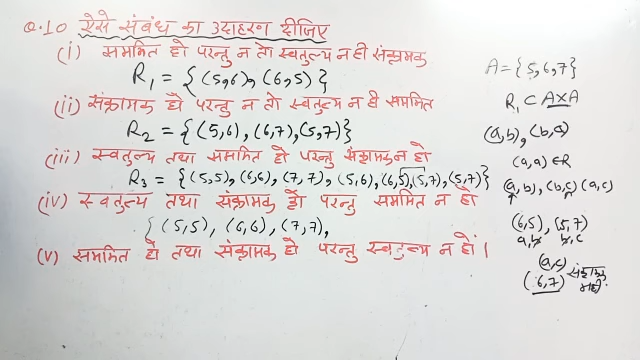 Q.10 ऐसे संबंध का उदाहरण दीजिए
(i) सममित हो परन्तु न तो स्वतुल्य न ही संक्रामक
R₁ = {(5,6), (6,5)}
(ii) संक्रामक हो परन्तु न तो स्वतुल्य न ही सममित
R₂ = {(5,6), (6,7), (5,7)}
(iii) स्वतुल्य तथा सममित हो परन्तु संक्रामक न हो
R₃ = {(5,5), (6,6), (7,7), (5,6), (6,5), (5,7), (5,7)}
(iv) स्वतुल्य तथा संक्रामक हो परन्तु सममित न हो
{(5,5), (6,6), (7,7),
(v) सममित हो तथा संक्रामक हो परन्तु स्वतुल्य न हो।
A = {5,6,7}
R₁ ⊂ A×A
(a,b), (b,a)
(a,a) ∈ R
(a,b), (b,c) (a,c)
(6,5), (5,7)
a,b b,c
(a,c)
(6,7) संक्रामक नहीं